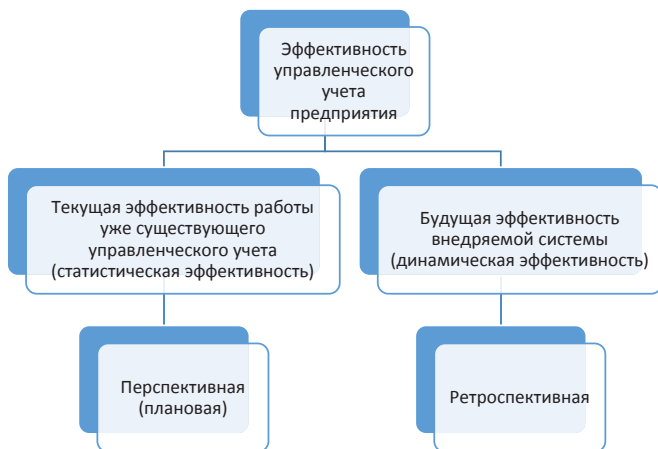 Эффективность
управленческого
учета
предприятия
Текущая эффективность работы
уже существующего
управленческого учета
(статистическая эффективность)
Будущая эффективность
внедряемой системы
(динамическая эффективность)
Перспективная
(плановая)
Ретроспективная